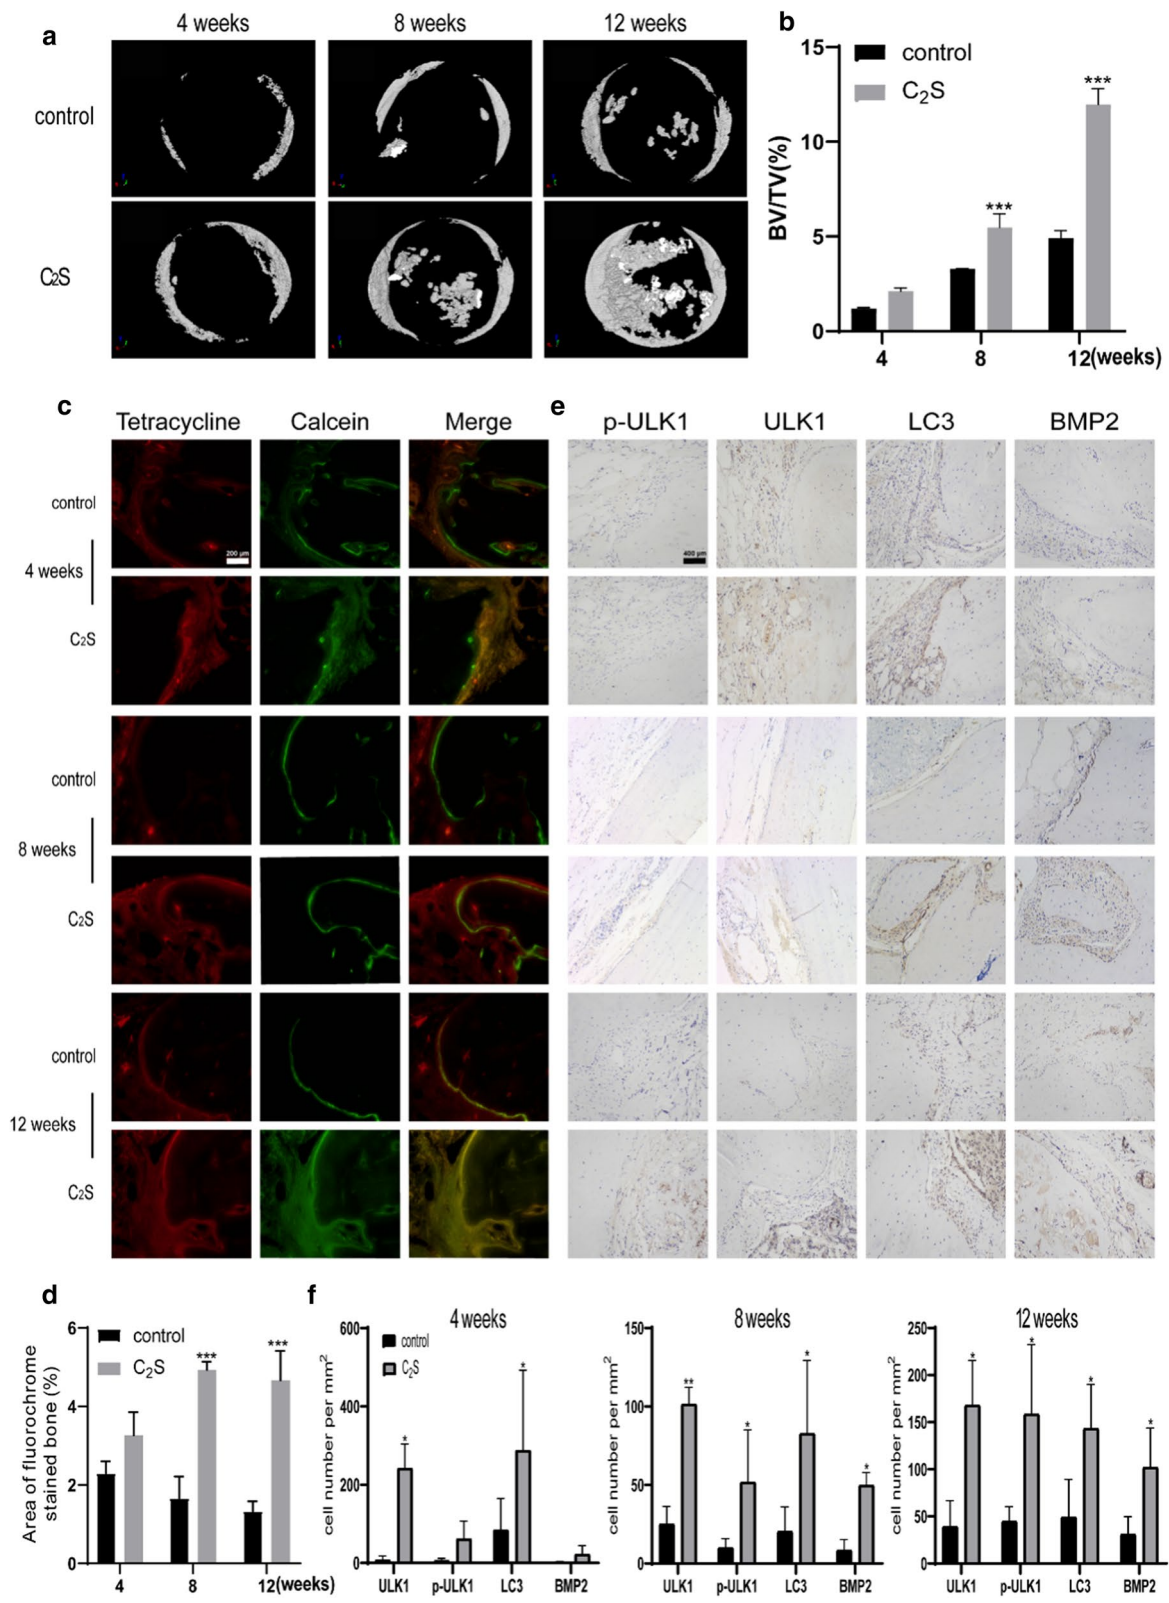 a
4 weeks
8 weeks
12 weeks
control
C2S
b
15
10
5
0
BV/TV(%)
control
C2S
***
***
4
8
12(weeks)
c
Tetracycline
Calcein
Merge
control
200 μm
4 weeks
C2S
control
8 weeks
C2S
control
12 weeks
C2S
e
p-ULK1
ULK1
LC3
BMP2
400 μm
d
6
4
2
0
Area of fluorochrome
stained bone (%)
control
C2S
***
***
4
8
12(weeks)
f
4 weeks
600
400
200
0
cell number per mm2
control
C2S
*
*
ULK1
p-ULK1
LC3
BMP2
8 weeks
150
100
50
0
cell number per mm2
**
*
*
*
ULK1
p-ULK1
LC3
BMP2
12 weeks
250
200
150
100
50
0
cell number per mm2
*
*
*
*
ULK1
p-ULK1
LC3
BMP2